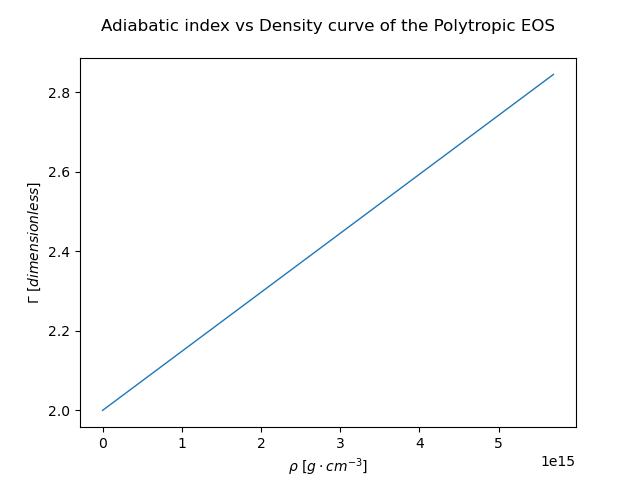 Adiabatic index vs Density curve of the Polytropic EOS
Γ [dimensionless]
2.8
2.6
2.4
2.2
2.0
0 1 2 3 4 5
1e15
ρ [g · cm⁻³]